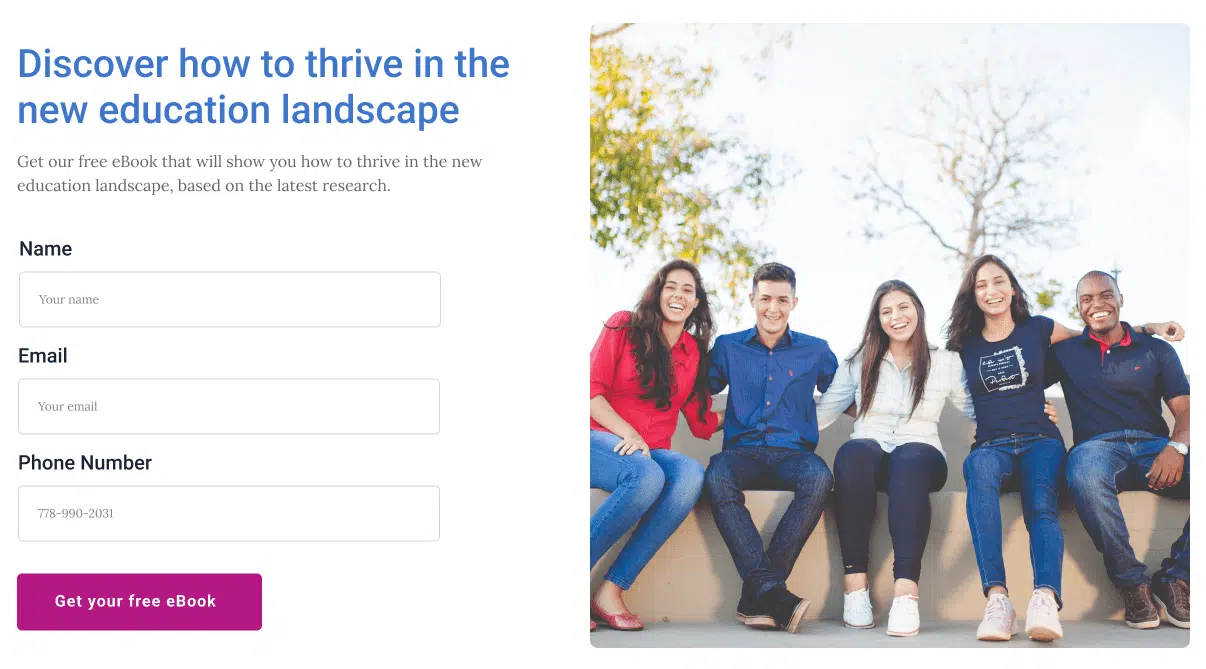 Discover how to thrive in the
new education landscape
Get our free eBook that will show you how to thrive in the new
education landscape, based on the latest research.
Name
Your name
Email
Your email
Phone Number
778-990-2031
Get your free eBook